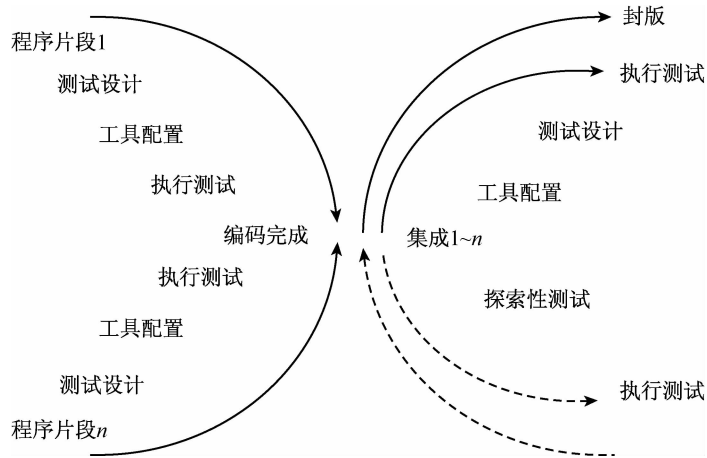 程序片段1
测试设计
工具配置
执行测试
编码完成
执行测试
工具配置
测试设计
程序片段n
封版
执行测试
测试设计
工具配置
集成1~n
探索性测试
执行测试